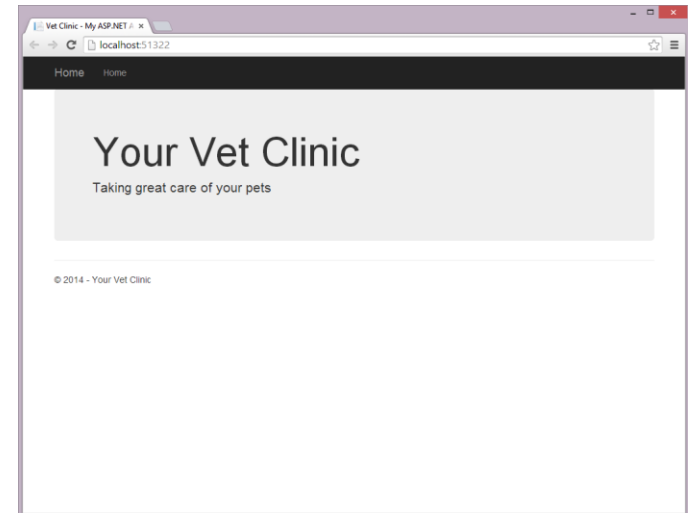 Vet Clinic - My ASP.NET A
localhost:51322
Home Home
Your Vet Clinic
Taking great care of your pets
© 2014 - Your Vet Clinic